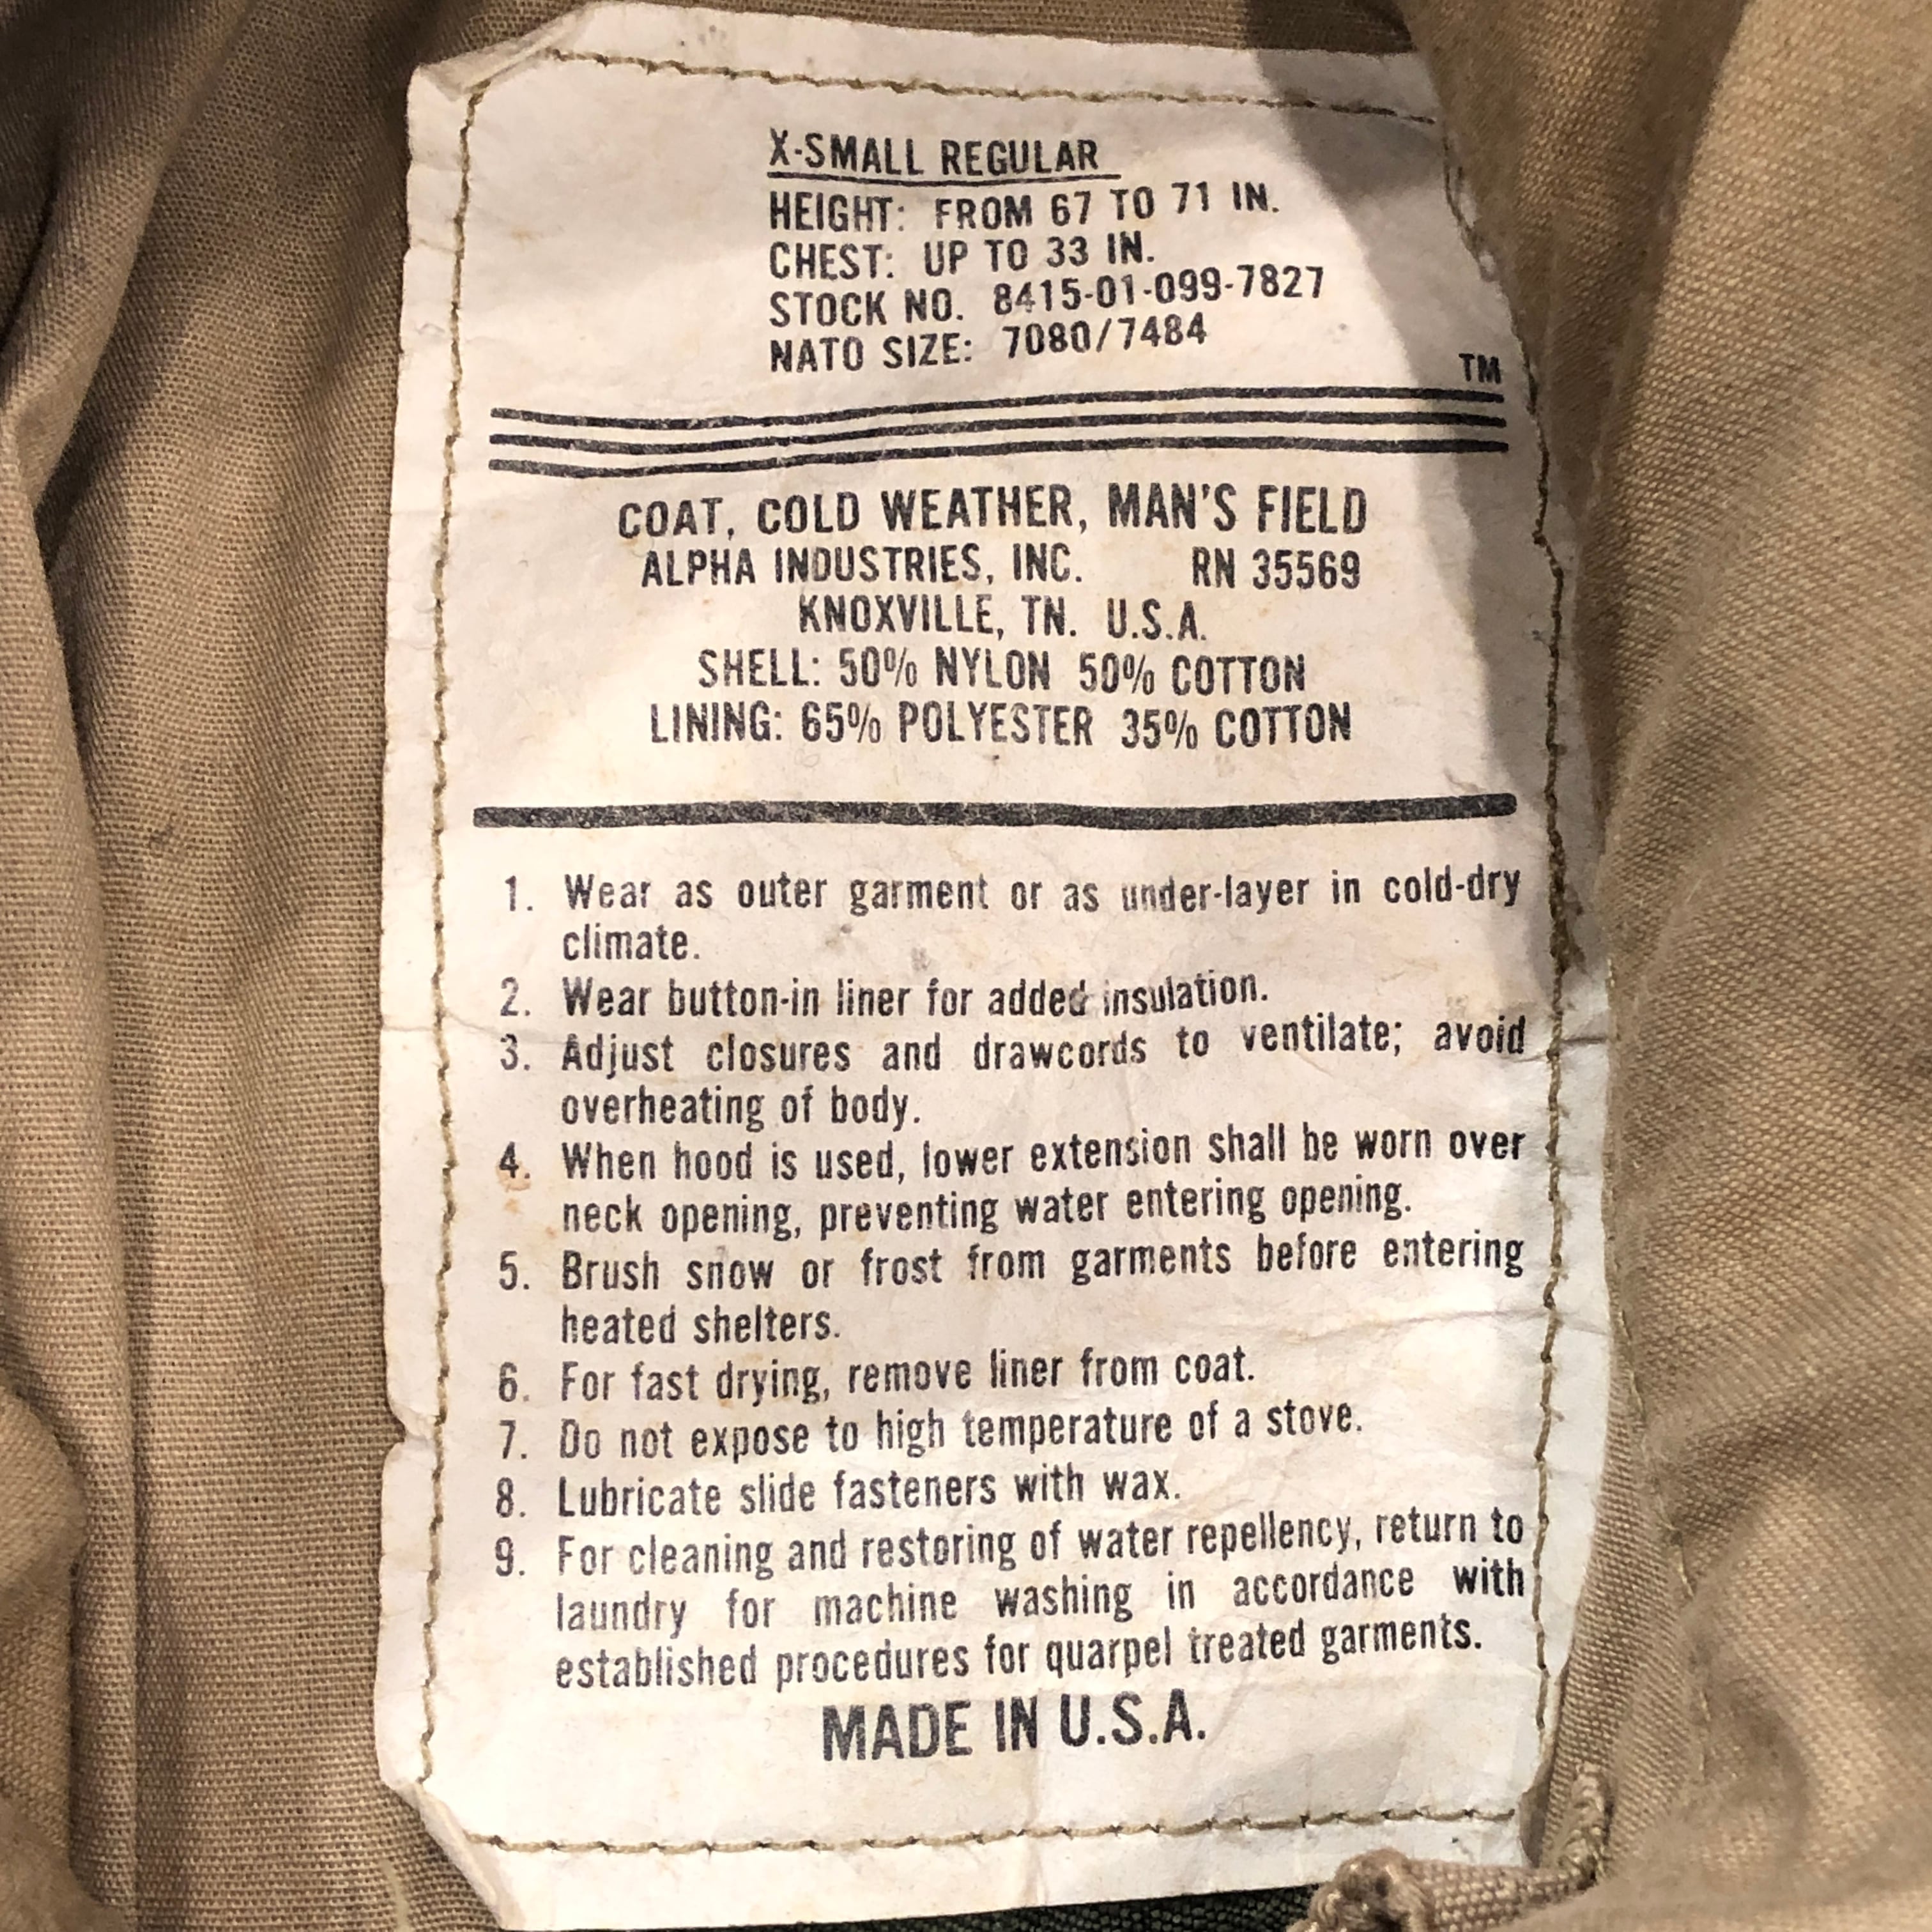 X-SMALL REGULAR
HEIGHT: FROM 67 TO 71 IN.
CHEST: UP TO 33 IN.
STOCK NO. 8415-01-099-7827
NATO SIZE: 7080/7484
TM
COAT, COLD WEATHER, MAN'S FIELD
ALPHA INDUSTRIES, INC. RN 35569
KNOXVILLE, TN. U.S.A.
SHELL: 50% NYLON 50% COTTON
LINING: 65% POLYESTER 35% COTTON
1. Wear as outer garment or as under-layer in cold-dry
climate.
2. Wear button-in liner for added insulation.
3. Adjust closures and drawcords to ventilate; avoid
overheating of body.
4. When hood is used, lower extension shall be worn over
neck opening, preventing water entering opening.
5. Brush snow or frost from garments before entering
heated shelters.
6. For fast drying, remove liner from coat.
7. Do not expose to high temperature of a stove.
8. Lubricate slide fasteners with wax.
9. For cleaning and restoring of water repellency, return to
laundry for machine washing in accordance with
established procedures for quarpel treated garments.
MADE IN U.S.A.